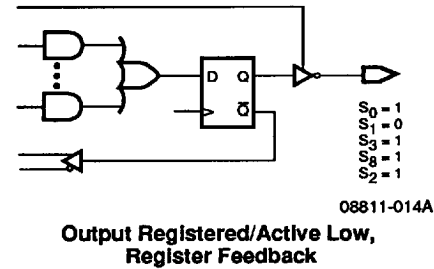 D Q
Q̅
S0 = 1
S1 = 0
S3 = 1
S8 = 1
S2 = 1
08811-014A
Output Registered/Active Low,
Register Feedback